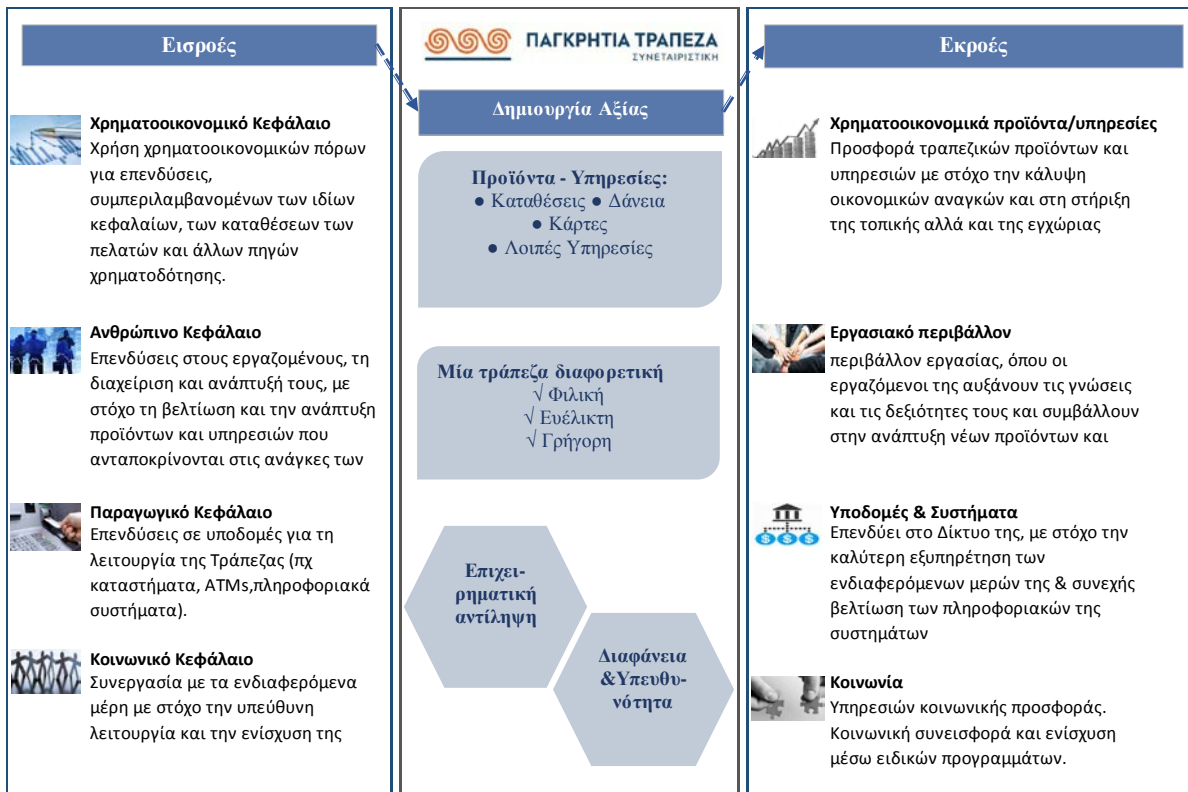 Εισροές
Χρηματοοικονομικό Κεφάλαιο
Χρήση χρηματοοικονομικών πόρων
για επενδύσεις,
συμπεριλαμβανομένων των ιδίων
κεφαλαίων, των καταθέσεων των
πελατών και άλλων πηγών
χρηματοδότησης.
Ανθρώπινο Κεφάλαιο
Επενδύσεις στους εργαζομένους, τη
διαχείριση και ανάπτυξή τους, με
στόχο τη βελτίωση και την ανάπτυξη
προϊόντων και υπηρεσιών που
ανταποκρίνονται στις ανάγκες των
Παραγωγικό Κεφάλαιο
Επενδύσεις σε υποδομές για τη
λειτουργία της Τράπεζας (πχ
καταστήματα, ATMs,πληροφοριακά
συστήματα).
Κοινωνικό Κεφάλαιο
Συνεργασία με τα ενδιαφερόμενα
μέρη με στόχο την υπεύθυνη
λειτουργία και την ενίσχυση της
ΠΑΓΚΡΗΤΙΑ ΤΡΑΠΕΖΑ
ΣΥΝΕΤΑΙΡΙΣΤΙΚΗ
Δημιουργία Αξίας
Προϊόντα - Υπηρεσίες:
● Καταθέσεις ● Δάνεια
● Κάρτες
● Λοιπές Υπηρεσίες
Μία τράπεζα διαφορετική
√ Φιλική
√ Ευέλικτη
√ Γρήγορη
Επιχει-
ρηματική
αντίληψη
Διαφάνεια
&Υπευθυ-
νότητα
Εκροές
Χρηματοοικονομικά προϊόντα/υπηρεσίες
Προσφορά τραπεζικών προϊόντων και
υπηρεσιών με στόχο την κάλυψη
οικονομικών αναγκών και στη στήριξη
της τοπικής αλλά και της εγχώριας
Εργασιακό περιβάλλον
περιβάλλον εργασίας, όπου οι
εργαζόμενοι της αυξάνουν τις γνώσεις
και τις δεξιότητες τους και συμβάλλουν
στην ανάπτυξη νέων προϊόντων και
Υποδομές & Συστήματα
Επενδύει στο Δίκτυο της, με στόχο την
καλύτερη εξυπηρέτηση των
ενδιαφερόμενων μερών της & συνεχής
βελτίωση των πληροφοριακών της
συστημάτων
Κοινωνία
Υπηρεσιών κοινωνικής προσφοράς.
Κοινωνική συνεισφορά και ενίσχυση
μέσω ειδικών προγραμμάτων.